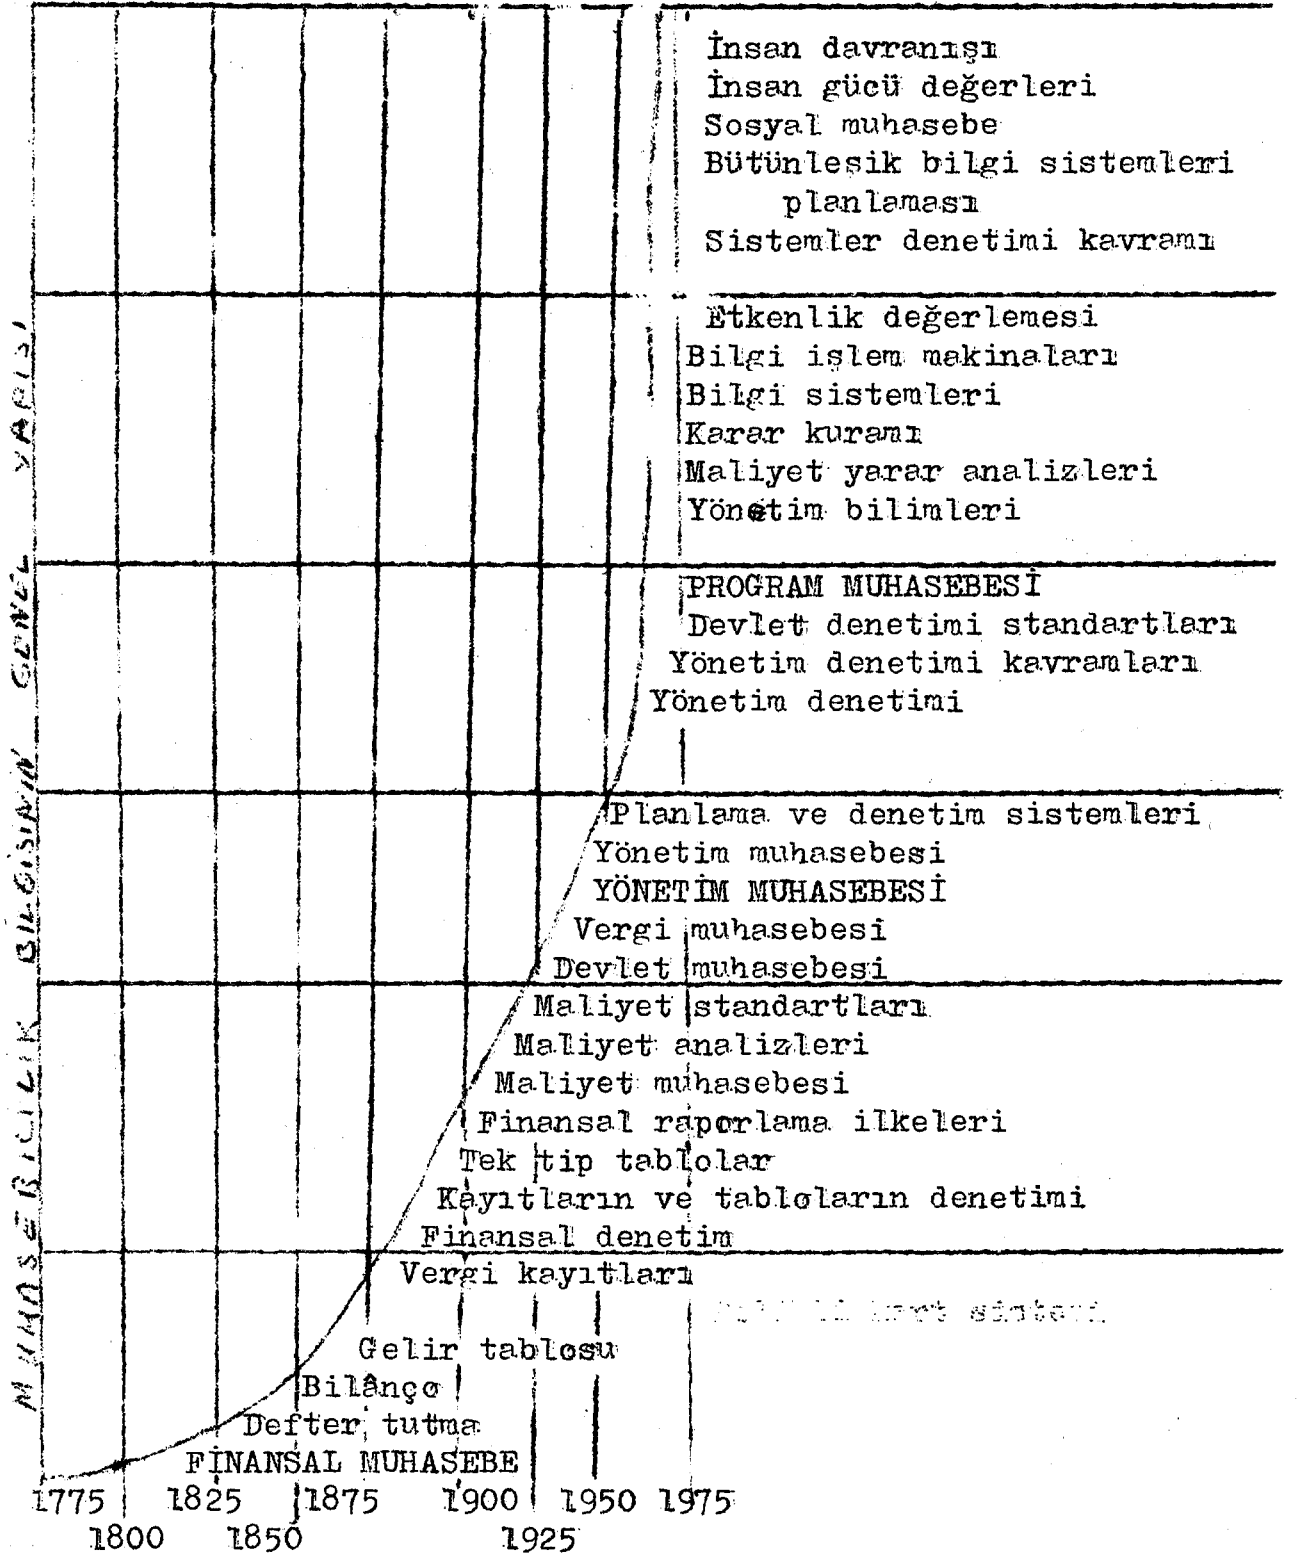 İnsan davranışı
İnsan gücü değerleri
Sosyal muhasebe
Bütünleşik bilgi sistemleri
planlaması
Sistemler denetimi kavramı
Etkenlik değerlemesi
Bilgi işlem makinaları
Bilgi sistemleri
Karar kuramı
Maliyet yarar analizleri
Yönetim bilimleri
PROGRAM MUHASEBESİ
Devlet denetimi standartları
Yönetim denetimi kavramları
Yönetim denetimi
Planlama ve denetim sistemleri
Yönetim muhasebesi
YÖNETİM MUHASEBESİ
Vergi muhasebesi
Devlet muhasebesi
Maliyet standartları
Maliyet analizleri
Maliyet muhasebesi
Finansal raporlama ilkeleri
Tek tip tablolar
Kayıtların ve tabloların denetimi
Finansal denetim
Vergi kayıtları
Gelir tablosu
Bilânço
Defter tutma
FİNANSAL MUHASEBE
1775 1825 1875 1900 1950 1975
1800 1850 1925
MUHASEBECİLİK BİLGİSİNİN GENEL YAPISI